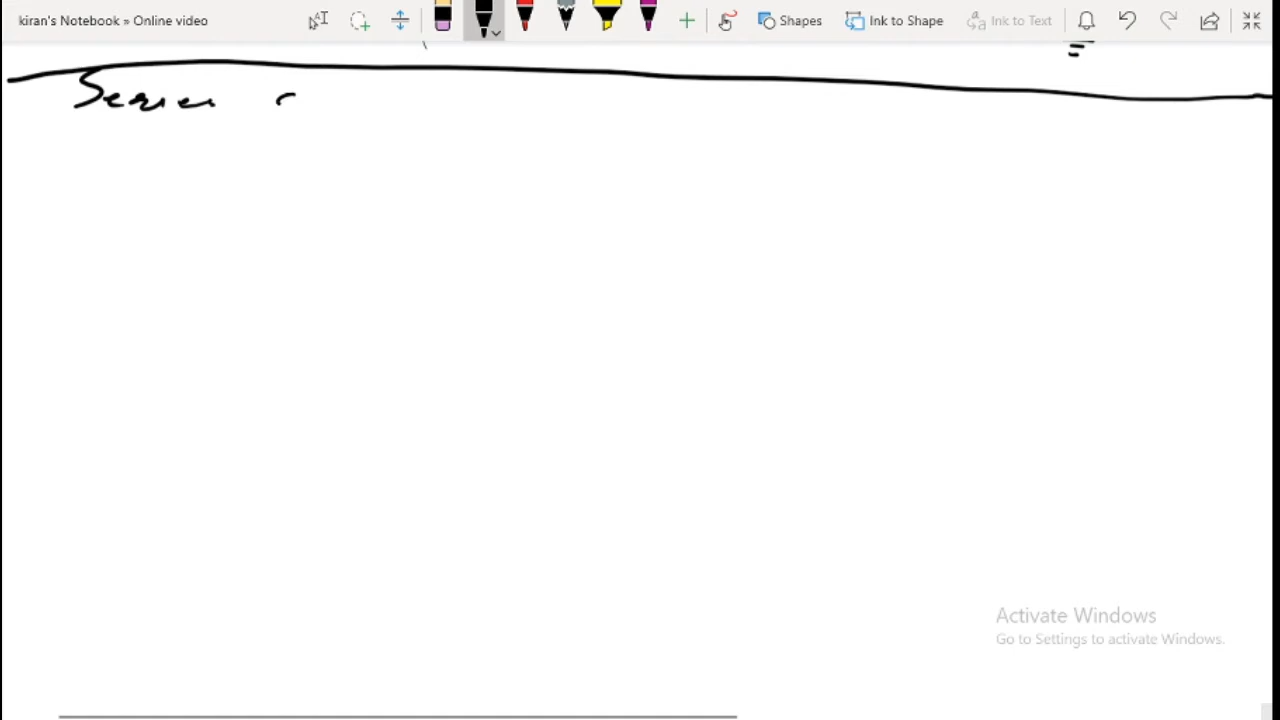 kiran's Notebook » Online video
Shapes
Ink to Shape
Ink to Text
Series
Activate Windows
Go to Settings to activate Windows.